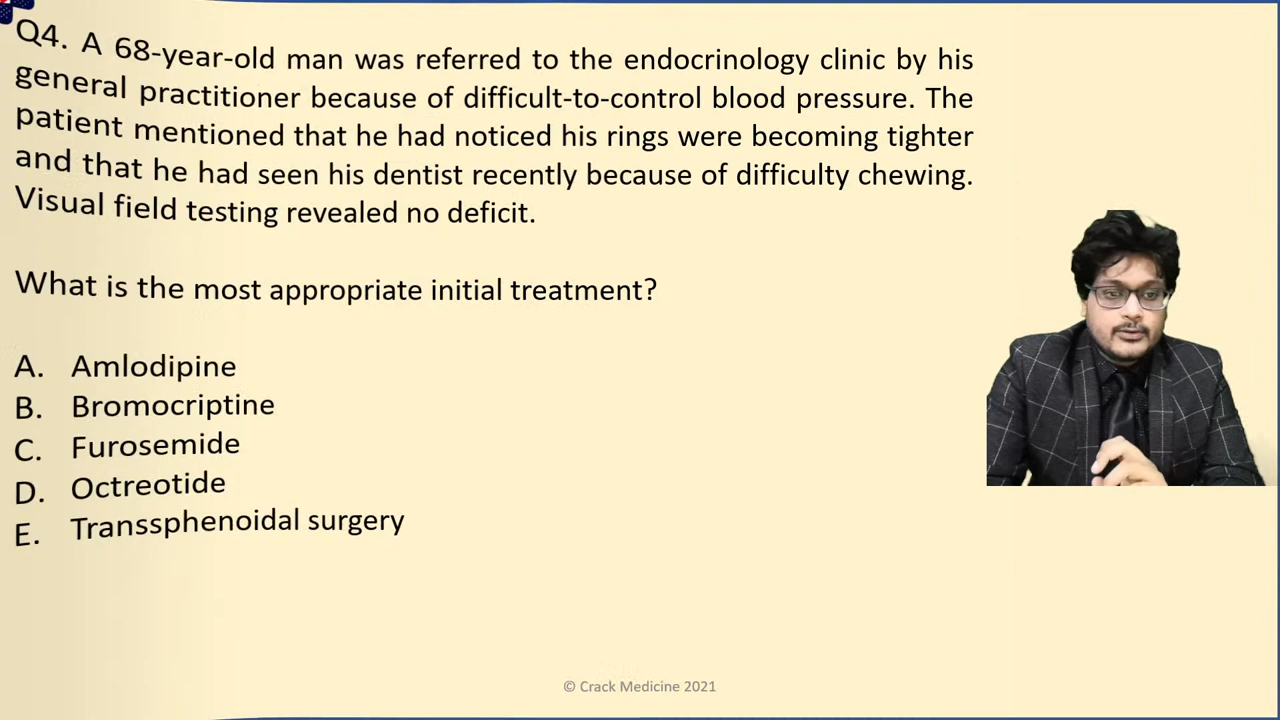 Q4. A 68-year-old man was referred to the endocrinology clinic by his
general practitioner because of difficult-to-control blood pressure. The
patient mentioned that he had noticed his rings were becoming tighter
and that he had seen his dentist recently because of difficulty chewing.
Visual field testing revealed no deficit.
What is the most appropriate initial treatment?
A. Amlodipine
B. Bromocriptine
C. Furosemide
D. Octreotide
E. Transsphenoidal surgery
© Crack Medicine 2021